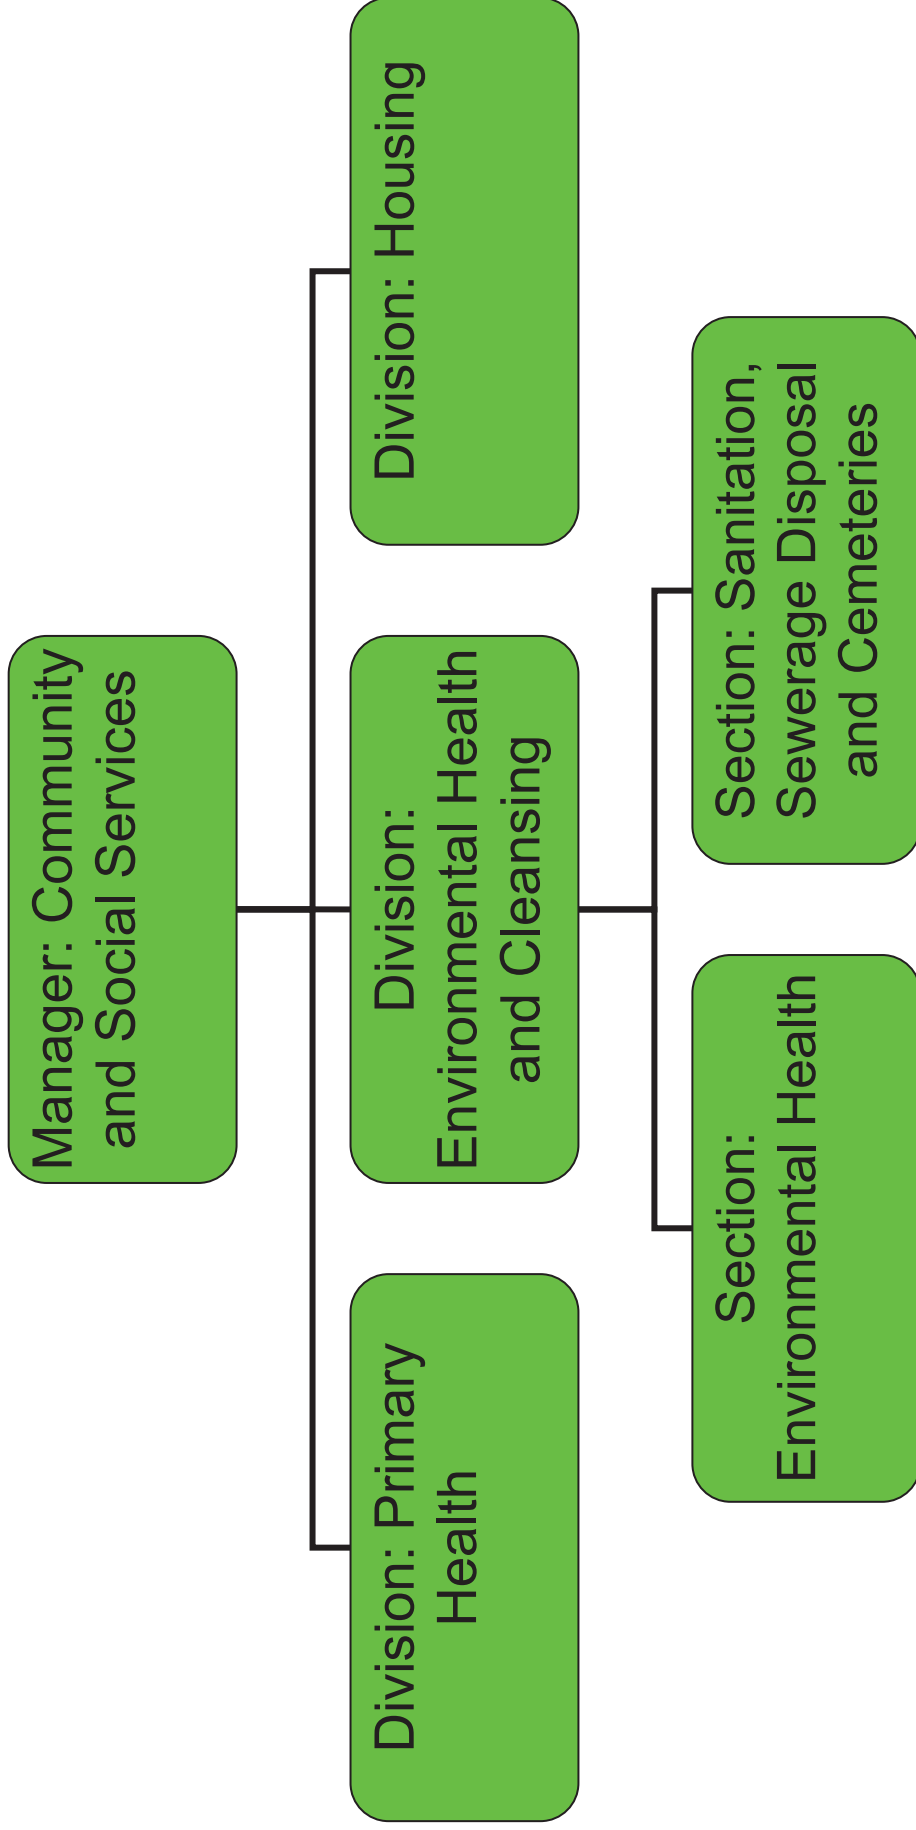 Manager: Community
and Social Services
Division: Primary
Health
Division:
Environmental Health
and Cleansing
Division: Housing
Section:
Environmental Health
Section: Sanitation,
Sewerage Disposal
and Cemeteries